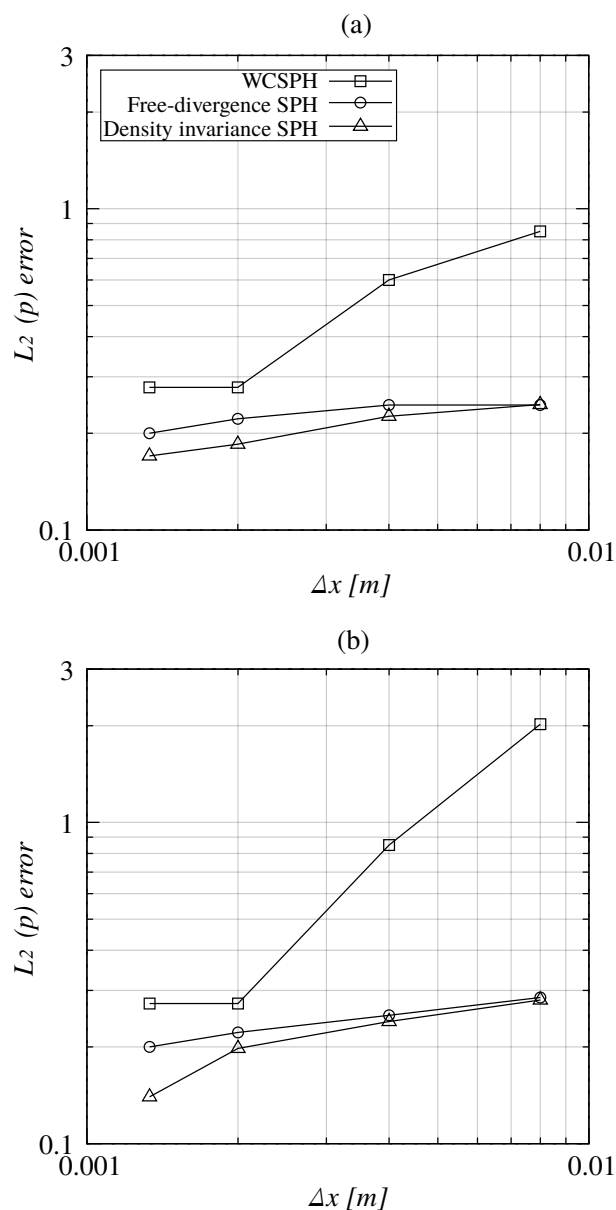 (a)
3
WCSPH
Free-divergence SPH
Density invariance SPH
1
L2 (p) error
0.1
0.001
0.01
Δx [m]
(b)
3
1
L2 (p) error
0.1
0.001
0.01
Δx [m]